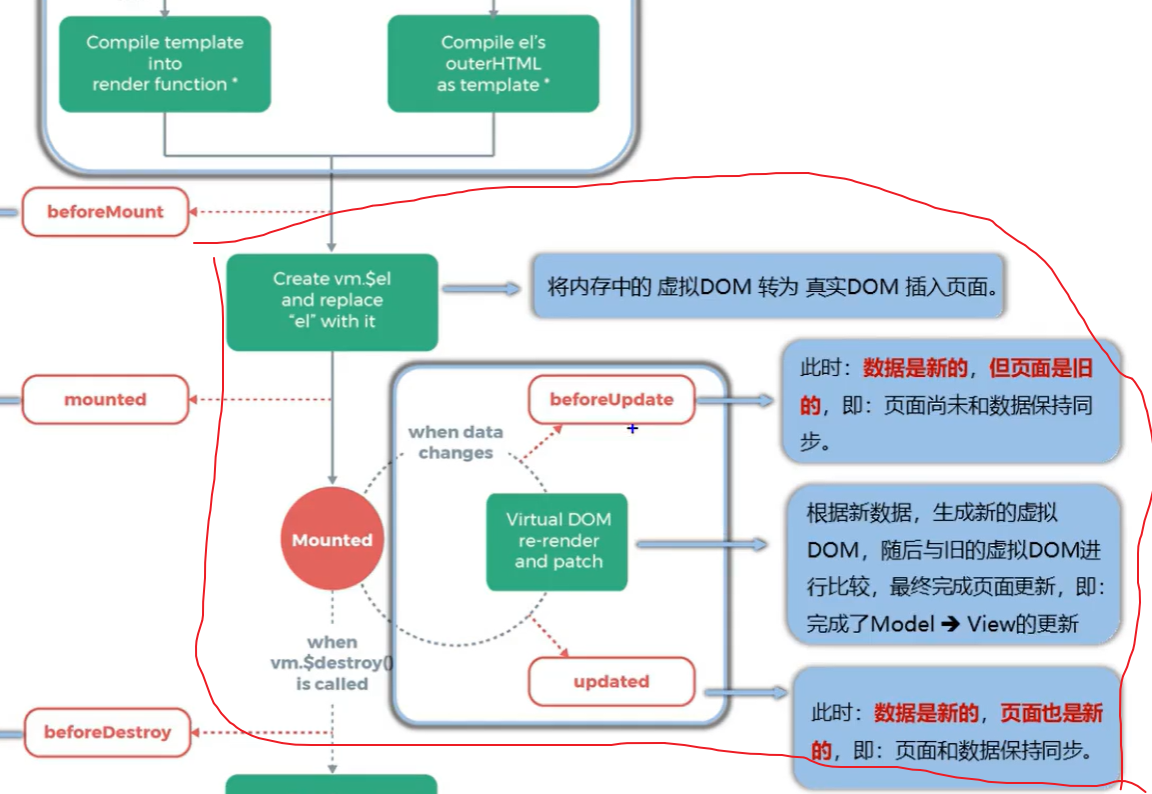 Compile template
into
render function *
Compile el's
outerHTML
as template *
beforeMount
Create vm.$el
and replace
“el” with it
将内存中的 虚拟DOM 转为 真实DOM 插入页面。
mounted
beforeUpdate
此时：数据是新的，但页面是旧
的，即：页面尚未和数据保持同
步。
when data
changes
Mounted
Virtual DOM
re-render
and patch
根据新数据，生成新的虚拟
DOM，随后与旧的虚拟DOM进
行比较，最终完成页面更新，即：
完成了Model ➔ View的更新
when
vm.$destroy()
is called
updated
此时：数据是新的，页面也是新
的，即：页面和数据保持同步。
beforeDestroy